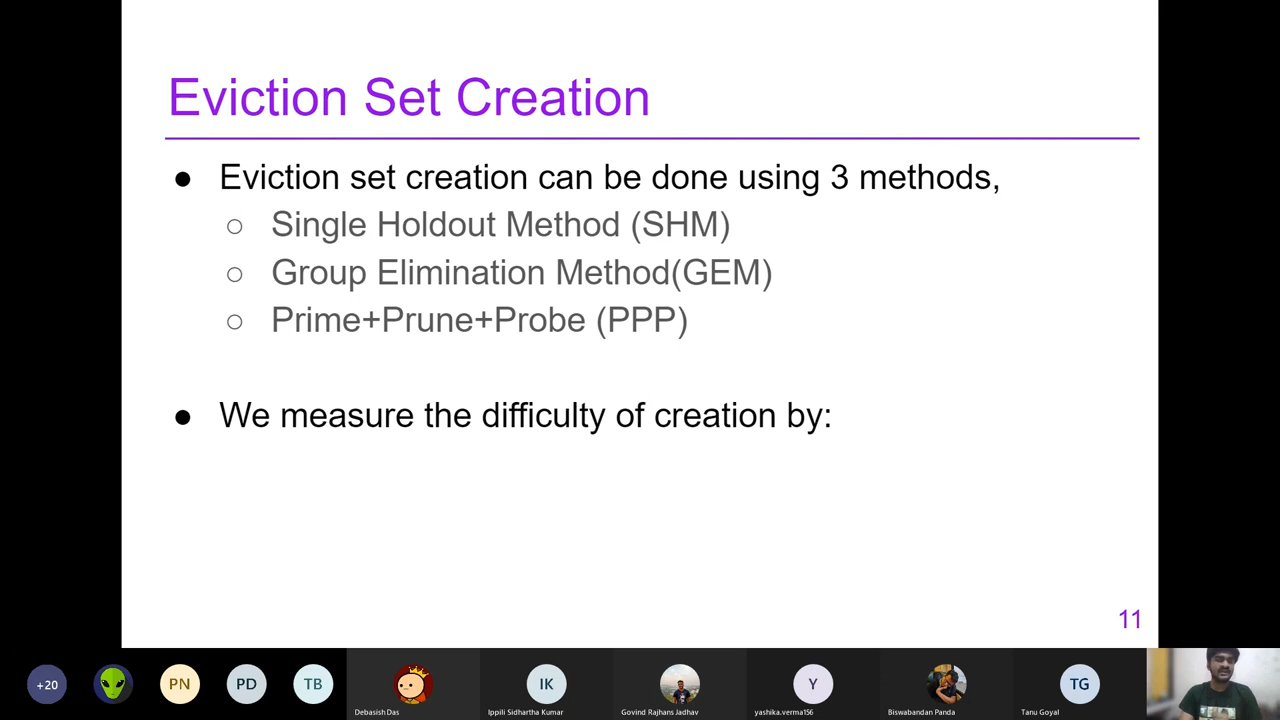 Eviction Set Creation
● Eviction set creation can be done using 3 methods,
○ Single Holdout Method (SHM)
○ Group Elimination Method(GEM)
○ Prime+Prune+Probe (PPP)
● We measure the difficulty of creation by:
11
+20
PN
PD
TB
Debasish Das
IK
Ippili Sidhartha Kumar
Govind Rajhans Jadhav
Y
yashika.verma156
Biswabandan Panda
TG
Tanu Goyal